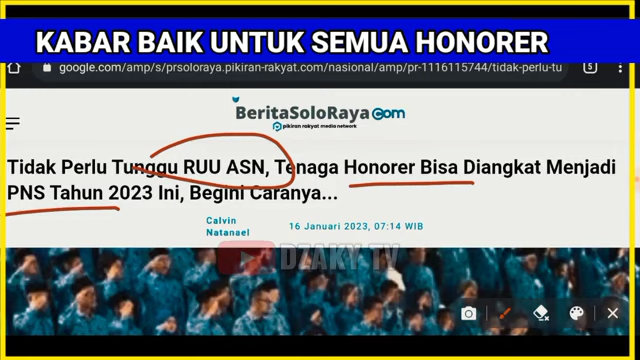 KABAR BAIK UNTUK SEMUA HONORER
google.com/amp/s/prsoloraya.pikiran-rakyat.com/nasional/amp/pr-1116115744/tidak-perlu-tu
5
BeritaSoloRaya.com
pikiran rakyat media network
Tidak Perlu Tunggu RUU ASN, Tenaga Honorer Bisa Diangkat Menjadi
PNS Tahun 2023 Ini, Begini Caranya...
Calvin
Natanael
16 Januari 2023, 07:14 WIB
DZAKY TV